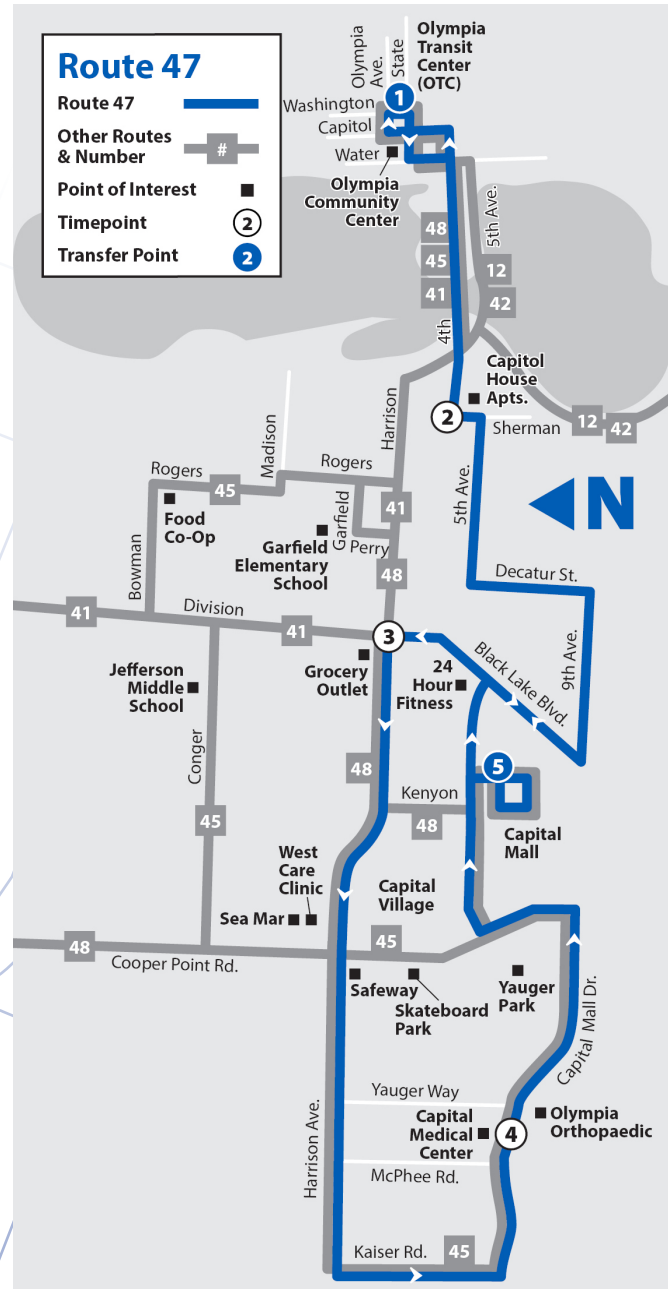 Route 47
Route 47
Other Routes
& Number
#
Point of Interest
Timepoint
2
Transfer Point
2
Olympia
Ave.
State
Olympia
Transit
Center
(OTC)
1
Washington
Capitol
Water
Olympia
Community
Center
5th Ave.
48
45
41
12
42
4th
Capitol
House
Apts.
2
Sherman
12
42
Harrison
Madison
Rogers
Rogers
45
Food
Co-Op
Garfield
41
5th Ave.
N
Perry
Garfield
Elementary
School
48
Bowman
Decatur St.
41
Division
41
3
9th Ave.
Black Lake Blvd.
Grocery
Outlet
24
Hour
Fitness
Jefferson
Middle
School
Conger
48
5
Kenyon
45
48
Capital
Mall
West
Care
Clinic
Capital
Village
Sea Mar
48
45
Cooper Point Rd.
Safeway
Skateboard
Park
Yauger
Park
Capital Mall Dr.
Yauger Way
Harrison Ave.
Capital
Medical
Center
4
Olympia
Orthopaedic
McPhee Rd.
Kaiser Rd.
45